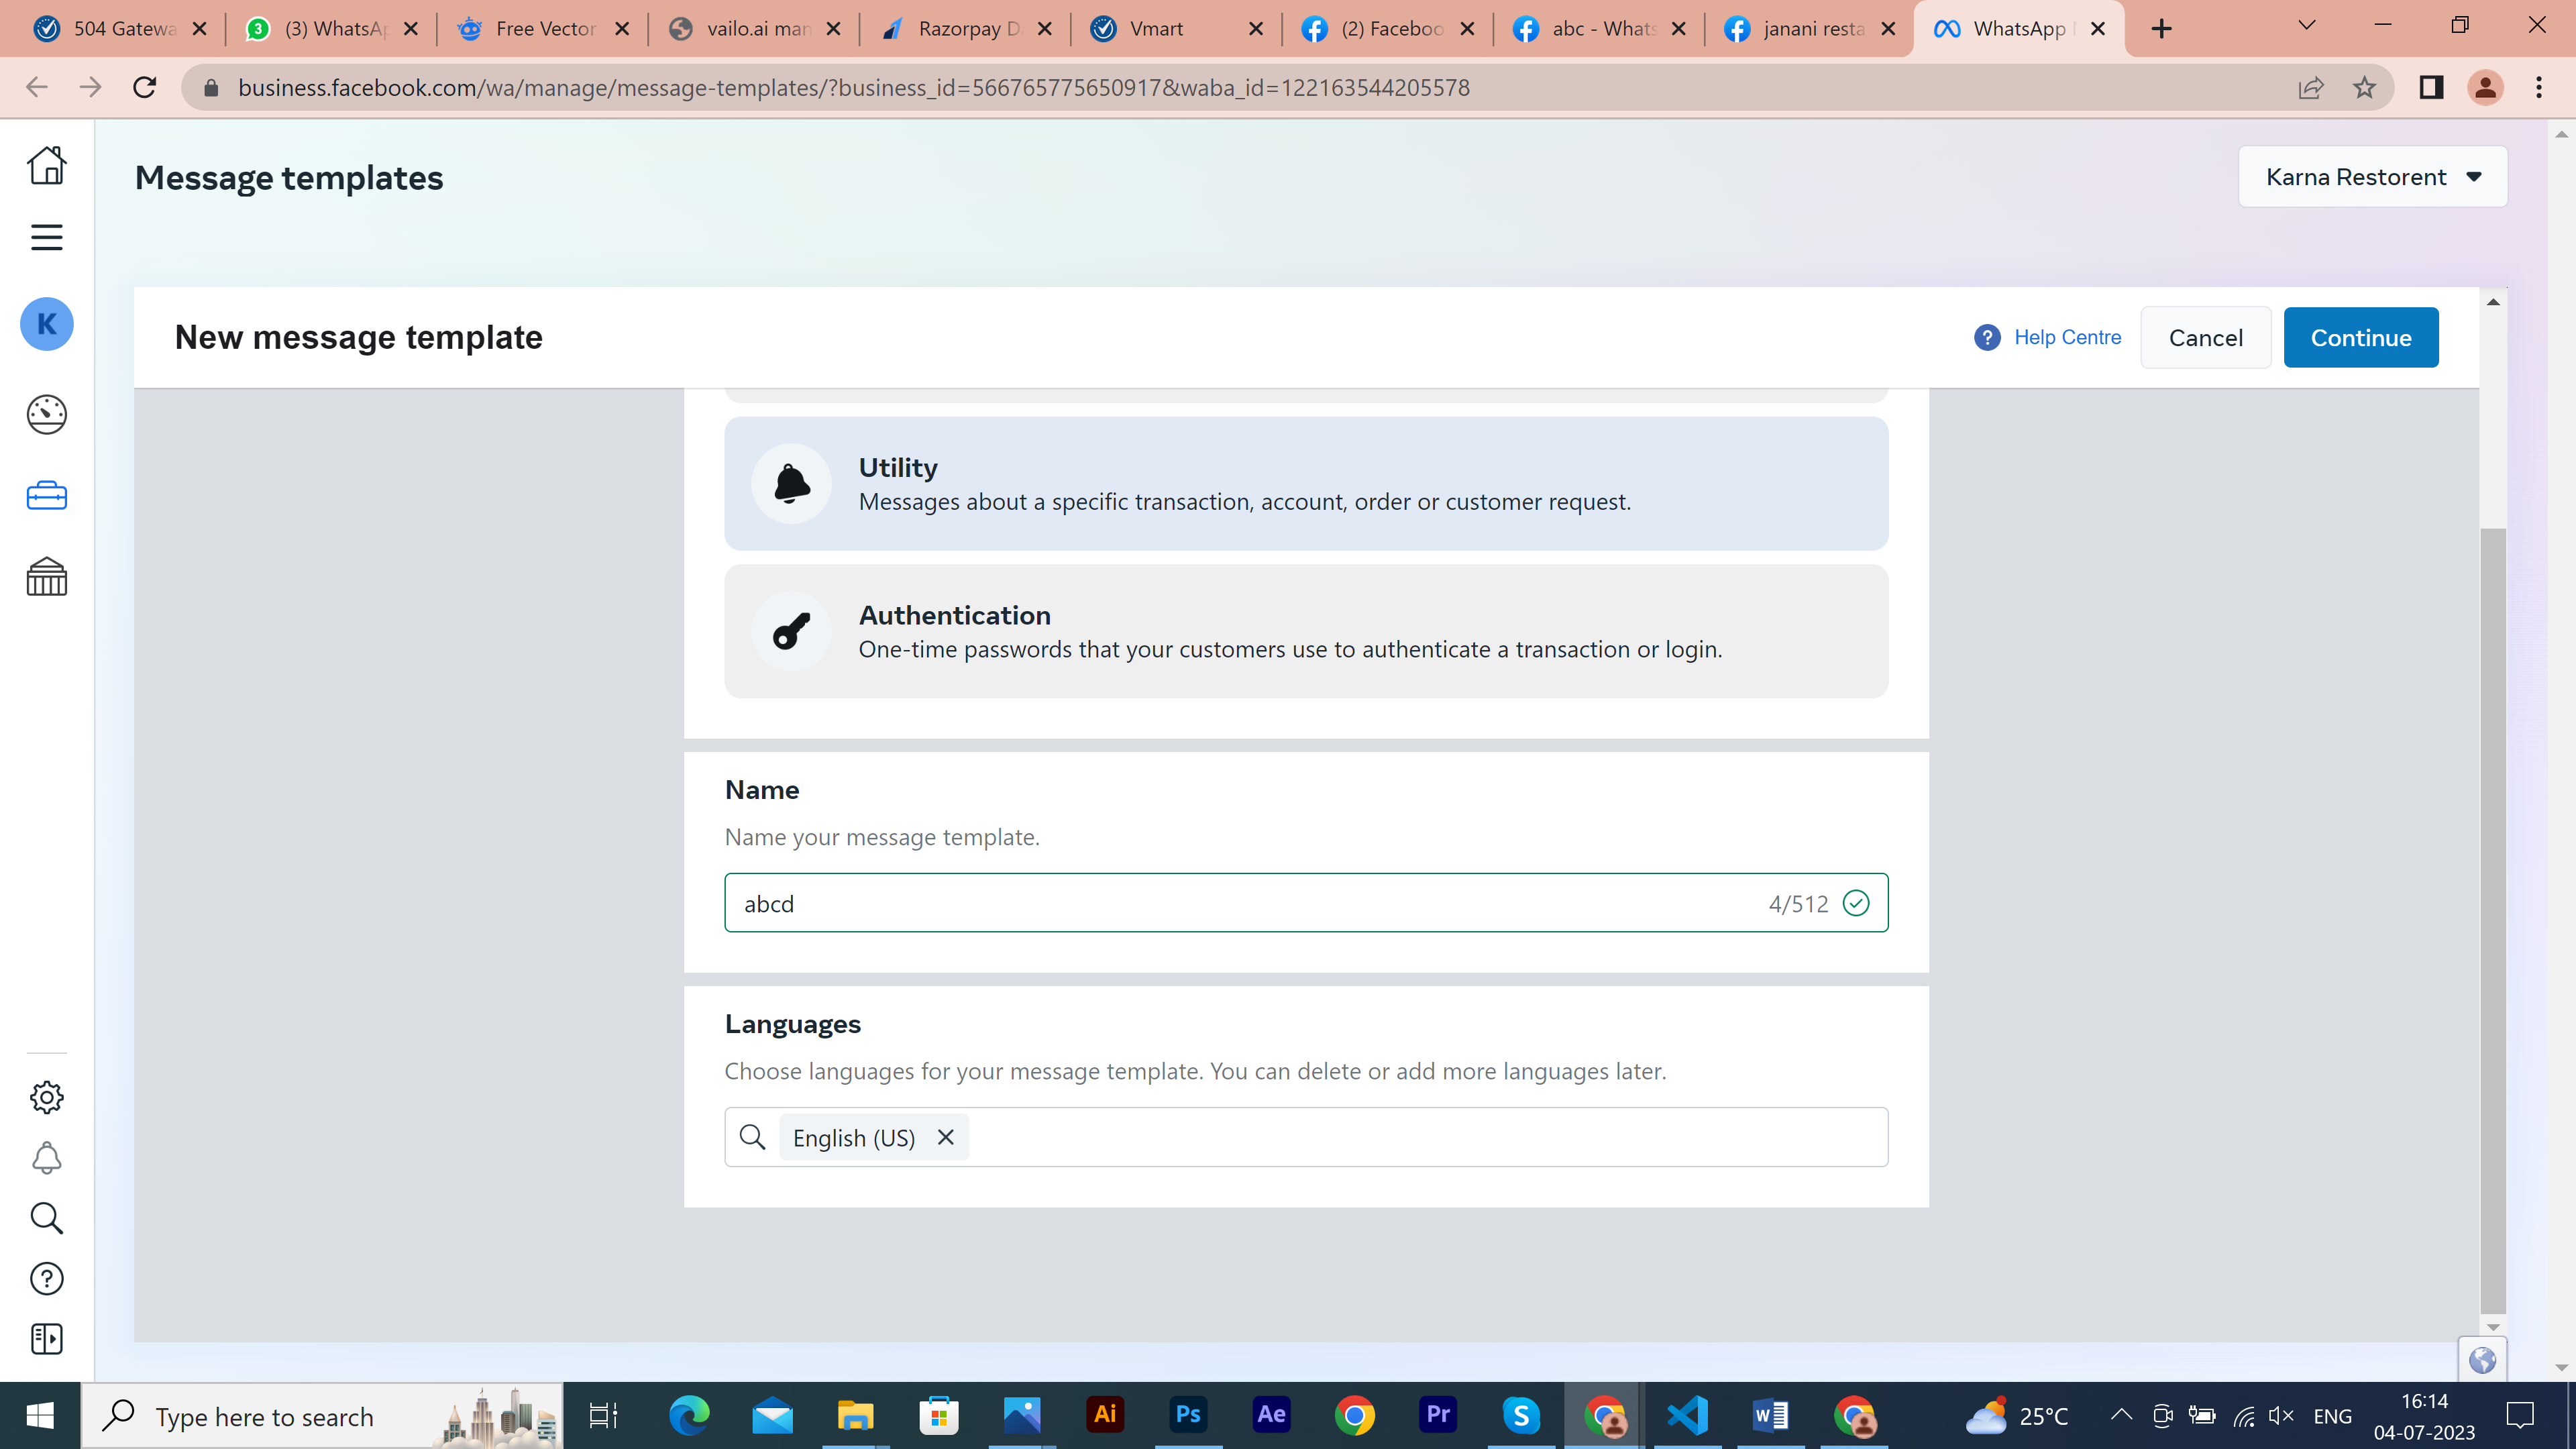 504 Gatewa
3 (3) WhatsAp
Free Vector
vailo.ai man
Razorpay D
Vmart
(2) Faceboo
abc - Whats
janani resta
WhatsApp
business.facebook.com/wa/manage/message-templates/?business_id=566765775650917&waba_id=122163544205578
Message templates
Karna Restorent
K
New message template
? Help Centre
Cancel
Continue
Utility
Messages about a specific transaction, account, order or customer request.
Authentication
One-time passwords that your customers use to authenticate a transaction or login.
Name
Name your message template.
abcd
4/512
Languages
Choose languages for your message template. You can delete or add more languages later.
English (US)
Type here to search
Ai
Ps
Ae
Pr
S
W
25°C
ENG
16:14
04-07-2023